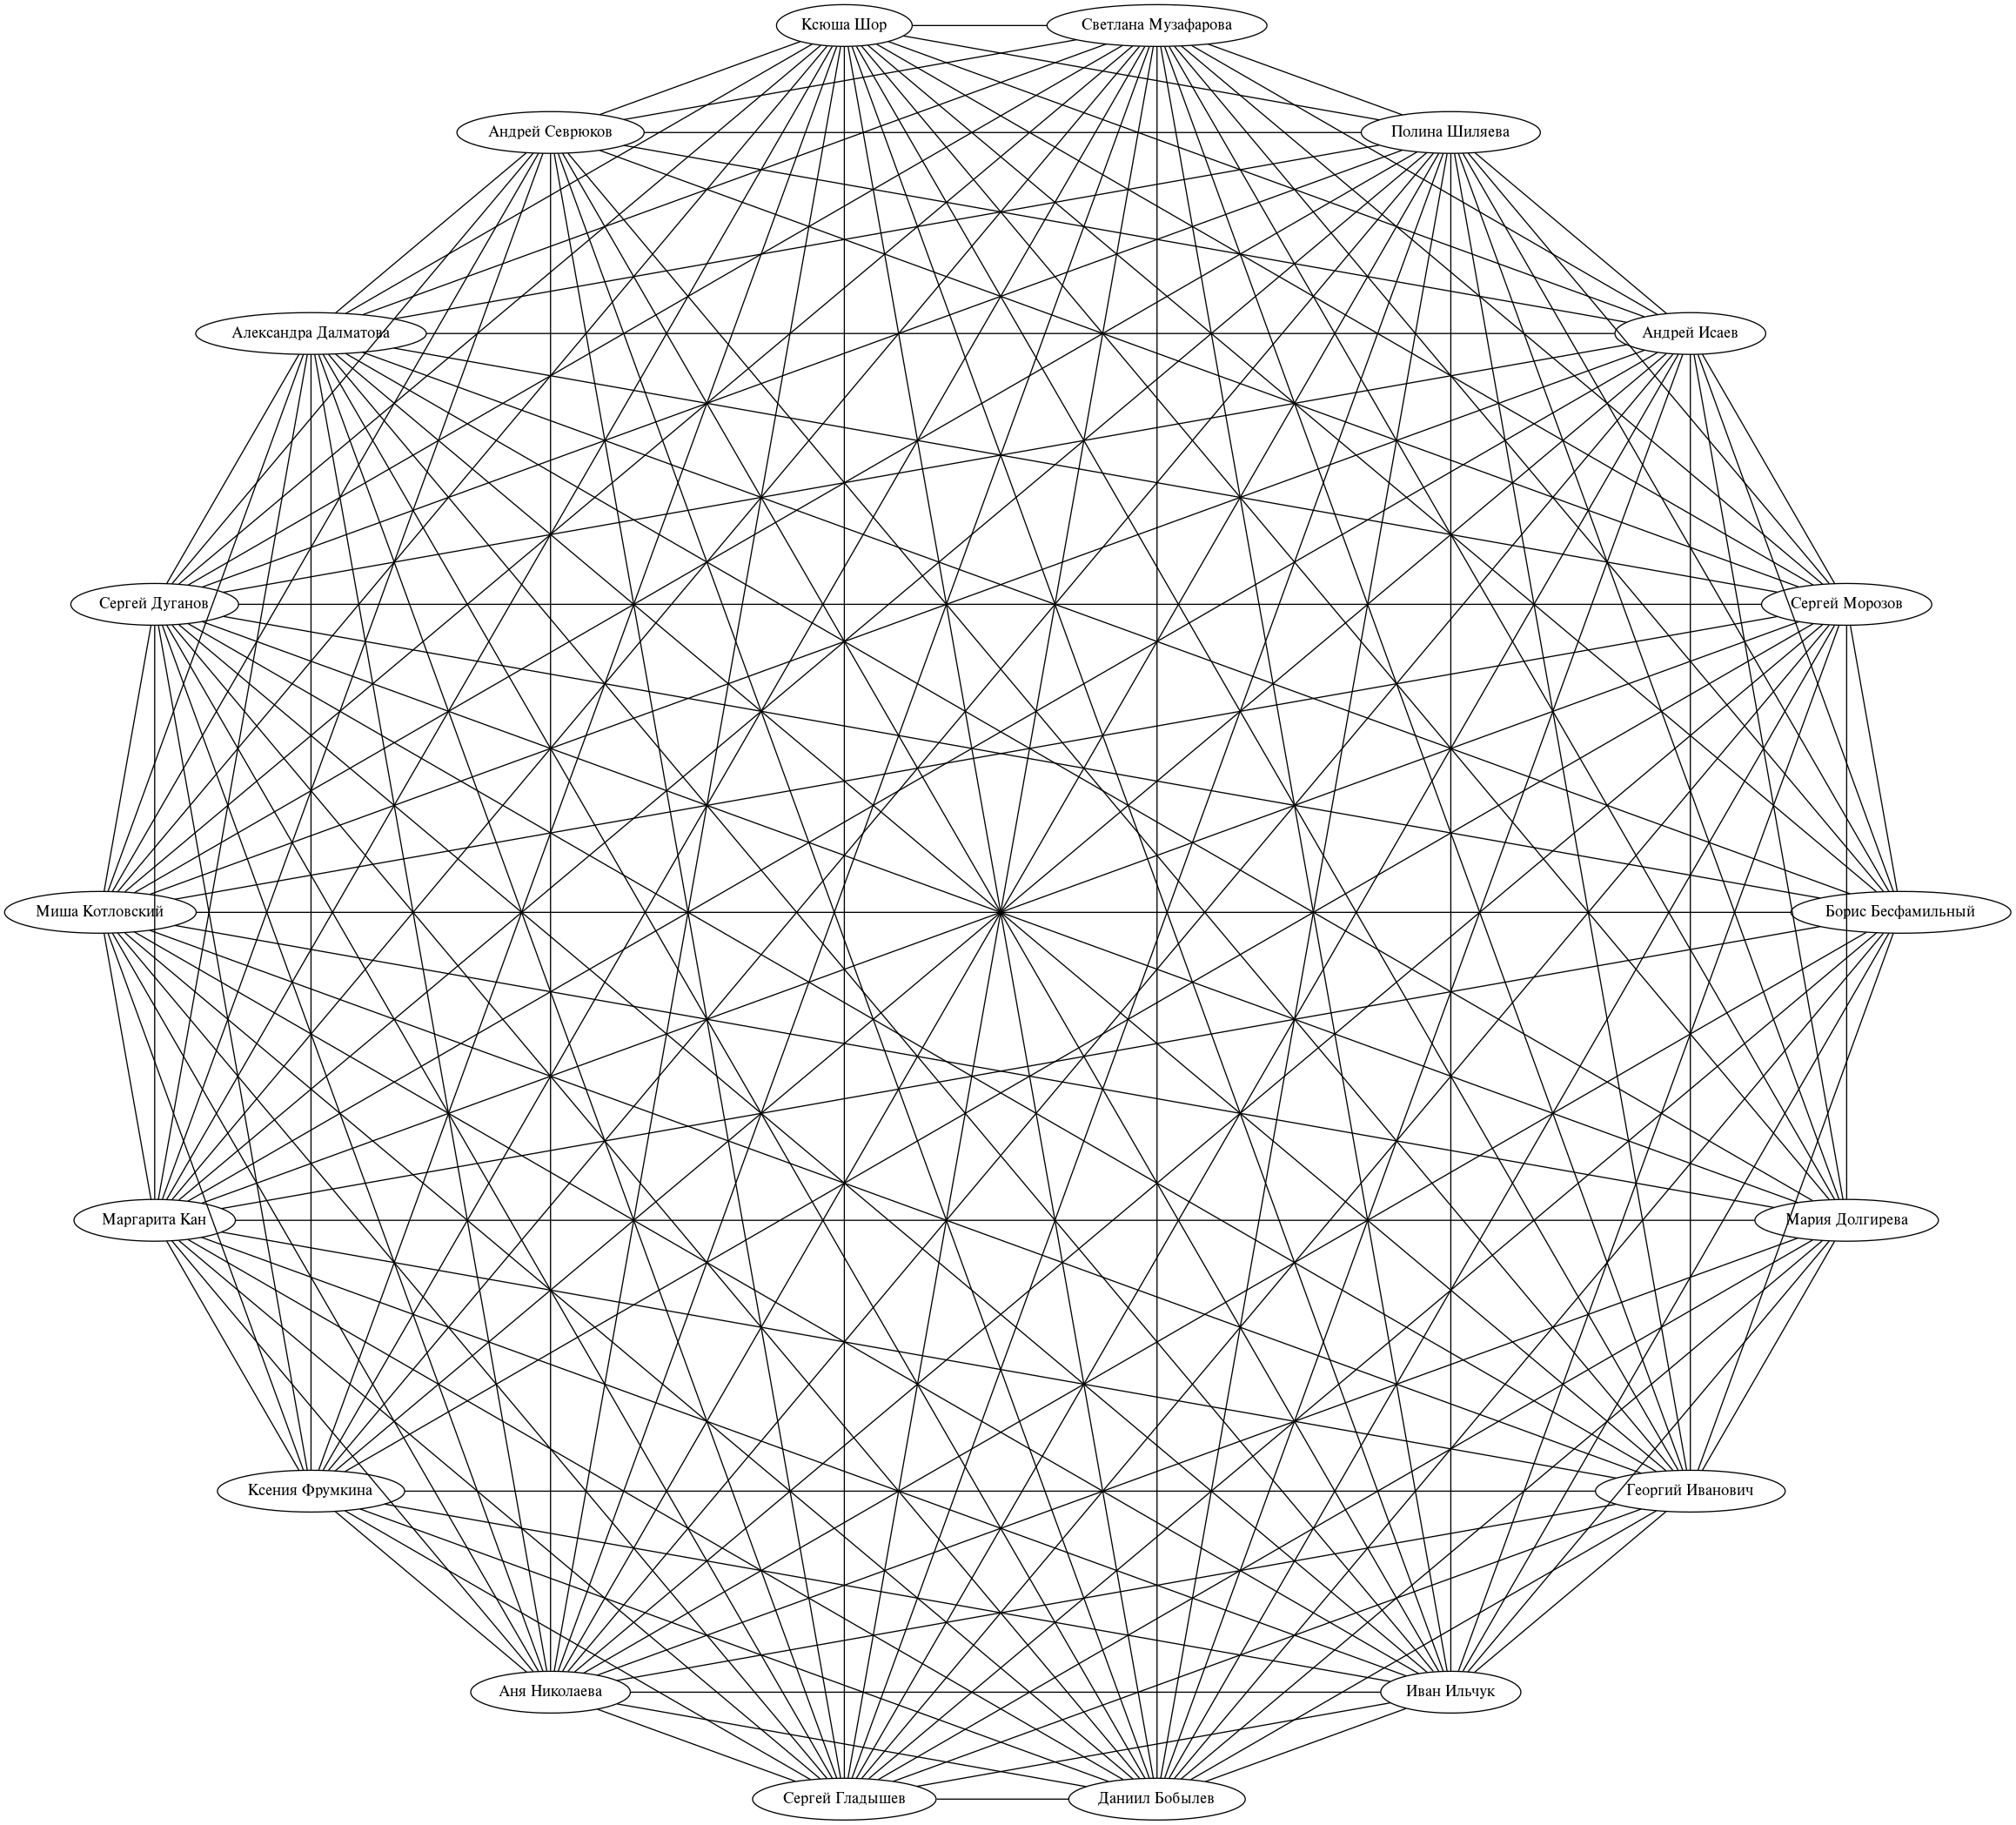 Ксюша Шор
Светлана Музафарова
Андрей Севрюков
Полина Шиляева
Александра Далматова
Андрей Исаев
Сергей Дуганов
Сергей Морозов
Миша Котловский
Борис Бесфамильный
Маргарита Кан
Мария Долгирева
Ксения Фрумкина
Георгий Иванович
Аня Николаева
Иван Ильчук
Сергей Гладышев
Даниил Бобылев